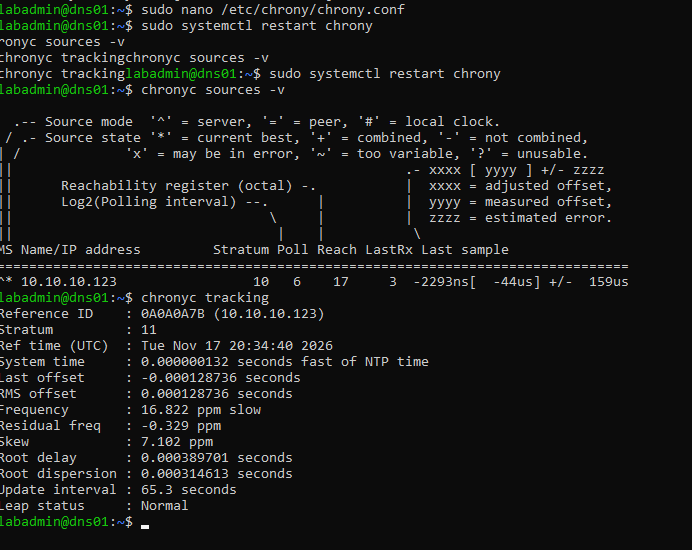 labadmin@dns01:~$ sudo nano /etc/chrony/chrony.conf
labadmin@dns01:~$ sudo systemctl restart chrony
ronyc sources -v
chronyc trackingchronyc sources -v
chronyc trackinglabadmin@dns01:~$ sudo systemctl restart chrony
labadmin@dns01:~$ chronyc sources -v

  .-- Source mode  '^' = server, '=' = peer, '#' = local clock.
 / .- Source state '*' = current best, '+' = combined, '-' = not combined,
| /             'x' = may be in error, '~' = too variable, '?' = unusable.
||                                                 .- xxxx [ yyyy ] +/- zzzz
||      Reachability register (octal) -.           |  xxxx = adjusted offset,
||      Log2(Polling interval) --.      |          |  yyyy = measured offset,
||                                \     |          |  zzzz = estimated error.
||                                 |    |           \
MS Name/IP address         Stratum Poll Reach LastRx Last sample
===============================================================================
^* 10.10.10.123                 10   6    17     3  -2293ns[  -44us] +/-  159us
labadmin@dns01:~$ chronyc tracking
Reference ID    : 0A0A0A7B (10.10.10.123)
Stratum         : 11
Ref time (UTC)  : Tue Nov 17 20:34:40 2026
System time     : 0.000000132 seconds fast of NTP time
Last offset     : -0.000128736 seconds
RMS offset      : 0.000128736 seconds
Frequency       : 16.822 ppm slow
Residual freq   : -0.329 ppm
Skew            : 7.102 ppm
Root delay      : 0.000389701 seconds
Root dispersion : 0.000314613 seconds
Update interval : 65.3 seconds
Leap status     : Normal
labadmin@dns01:~$